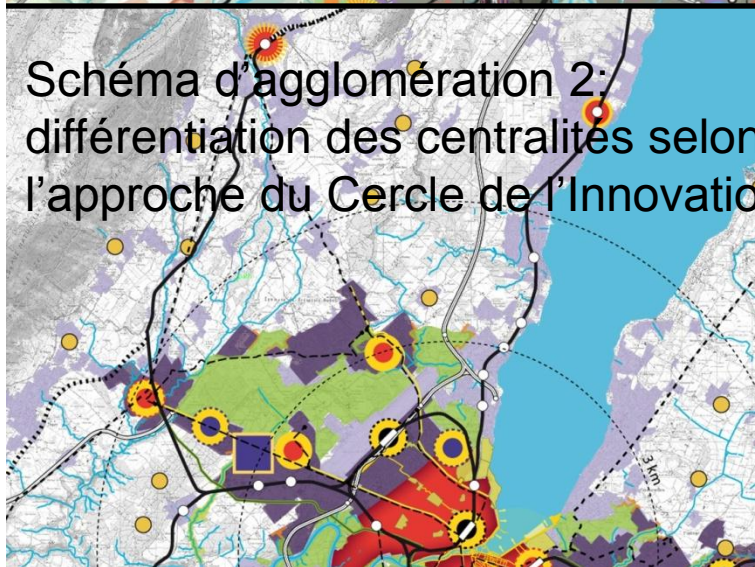 Schéma d'agglomération 2:
différentiation des centralités selon
l'approche du Cercle de l'Innovatio
3 km